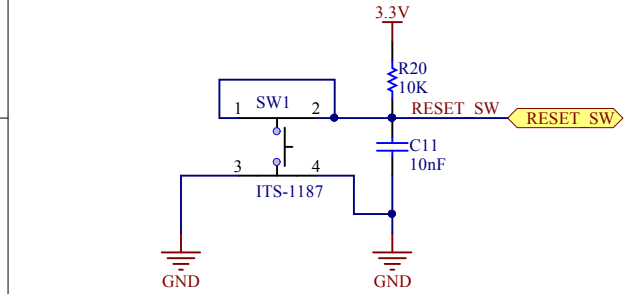 3.3V
R20
10K
RESET_SW
RESET_SW
1
SW1
2
C11
10nF
3
4
ITS-1187
GND
GND